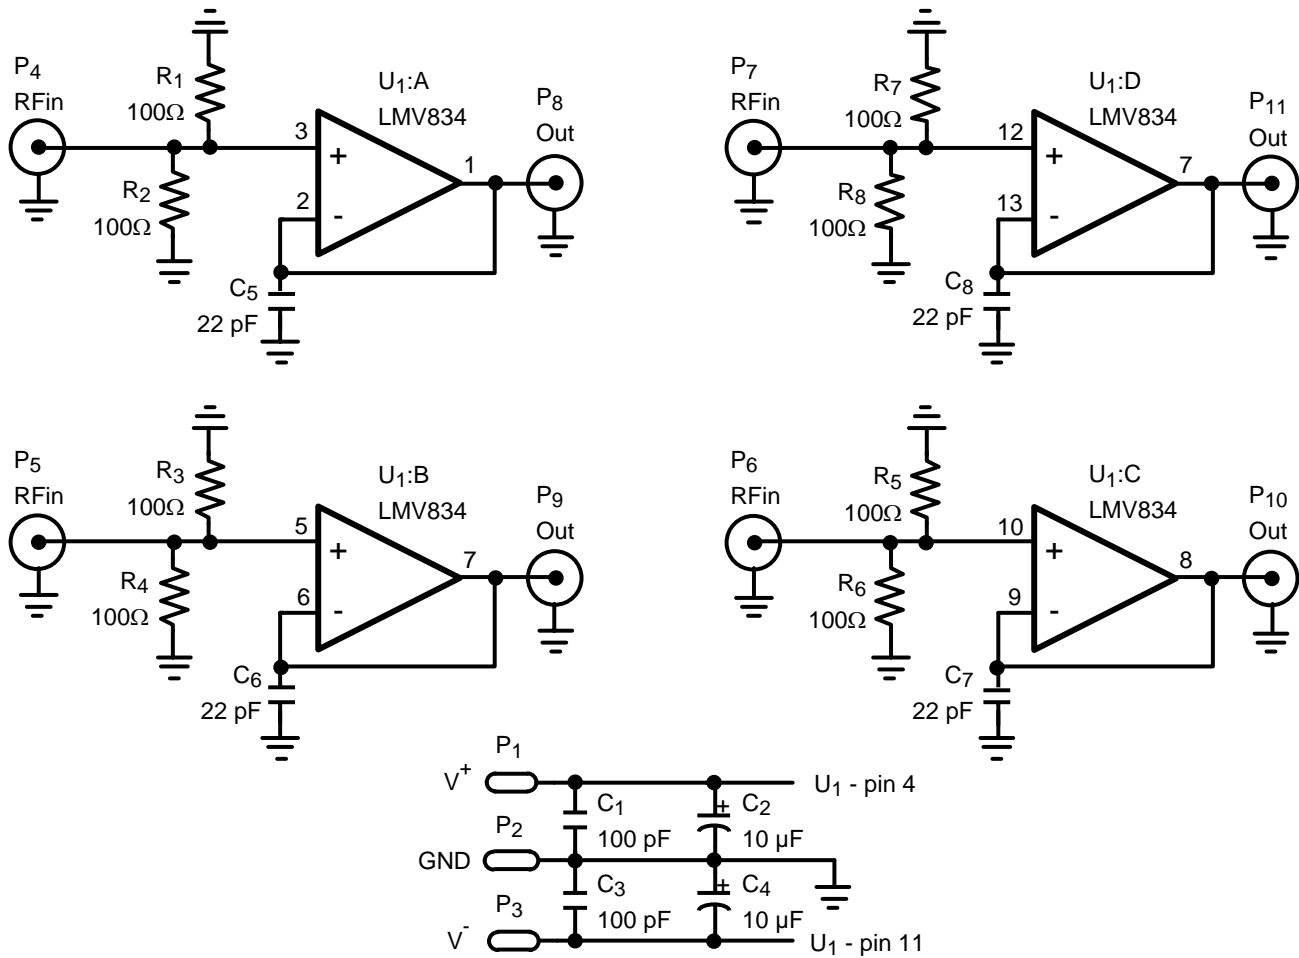 P4
RFin
R1
100Ω
R2
100Ω
U1:A
LMV834
3
+
2
-
1
P8
Out
C5
22 pF
P7
RFin
R7
100Ω
R8
100Ω
U1:D
LMV834
12
+
13
-
7
P11
Out
C8
22 pF
P5
RFin
R3
100Ω
R4
100Ω
U1:B
LMV834
5
+
6
-
7
P9
Out
C6
22 pF
P6
RFin
R5
100Ω
R6
100Ω
U1:C
LMV834
10
+
9
-
8
P10
Out
C7
22 pF
P1
V+
U1 - pin 4
C1
100 pF
+
C2
10 µF
P2
GND
C3
100 pF
+
C4
10 µF
P3
V-
U1 - pin 11